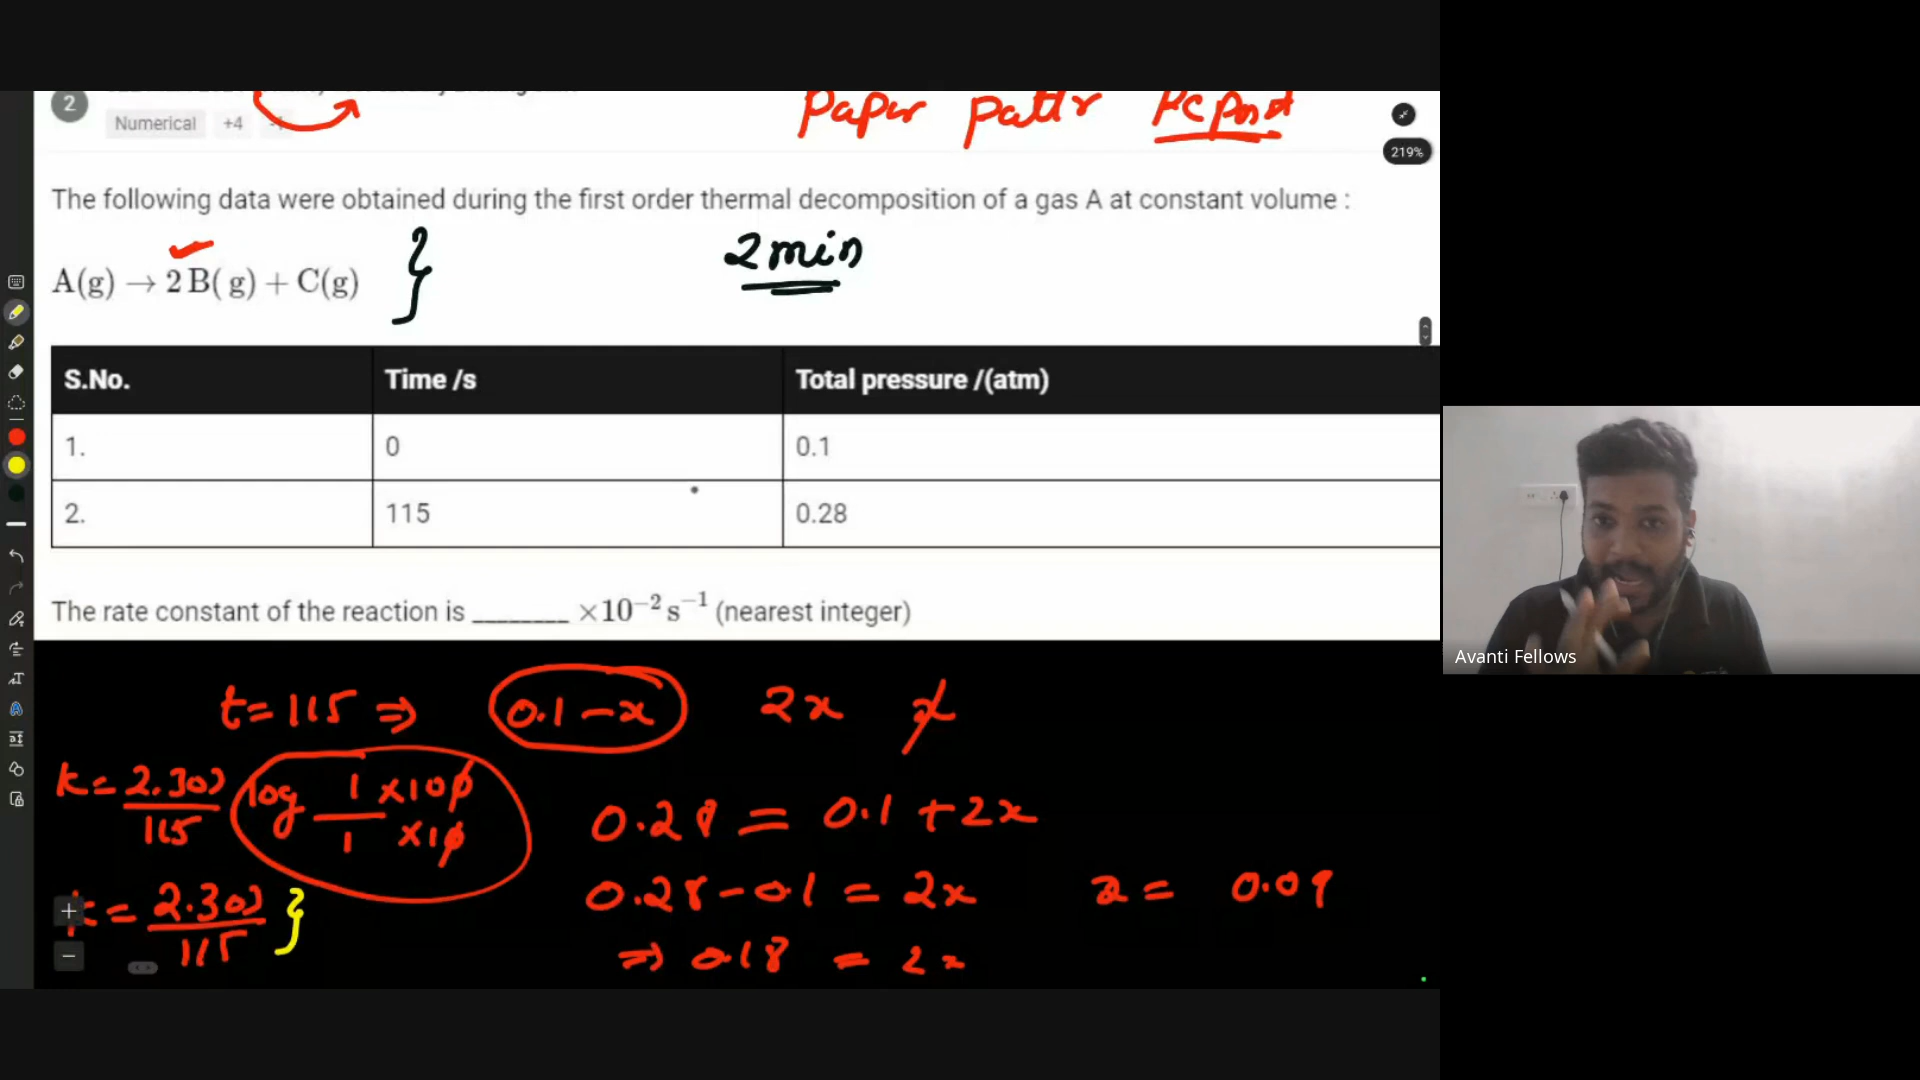 2
Numerical +4
Paper
219%
The following data were obtained during the first order thermal decomposition of a gas A at constant volume :
2 min
A(g) → 2 B( g) + C(g) }
S.No. Time /s Total pressure /(atm)
1. 0 0.1
2. 115 0.28
The rate constant of the reaction is ________ ×10⁻² s⁻¹ (nearest integer)
Avanti Fellows
t = 115 ⇒ 0.1 - x 2x x
k = 2.303/115 log 1 ×100/1 ×10
0.28 = 0.1 + 2x
0.28 - 0.1 = 2x x = 0.09
k = 2.303/115 }
⇒ 0.18 = 2x